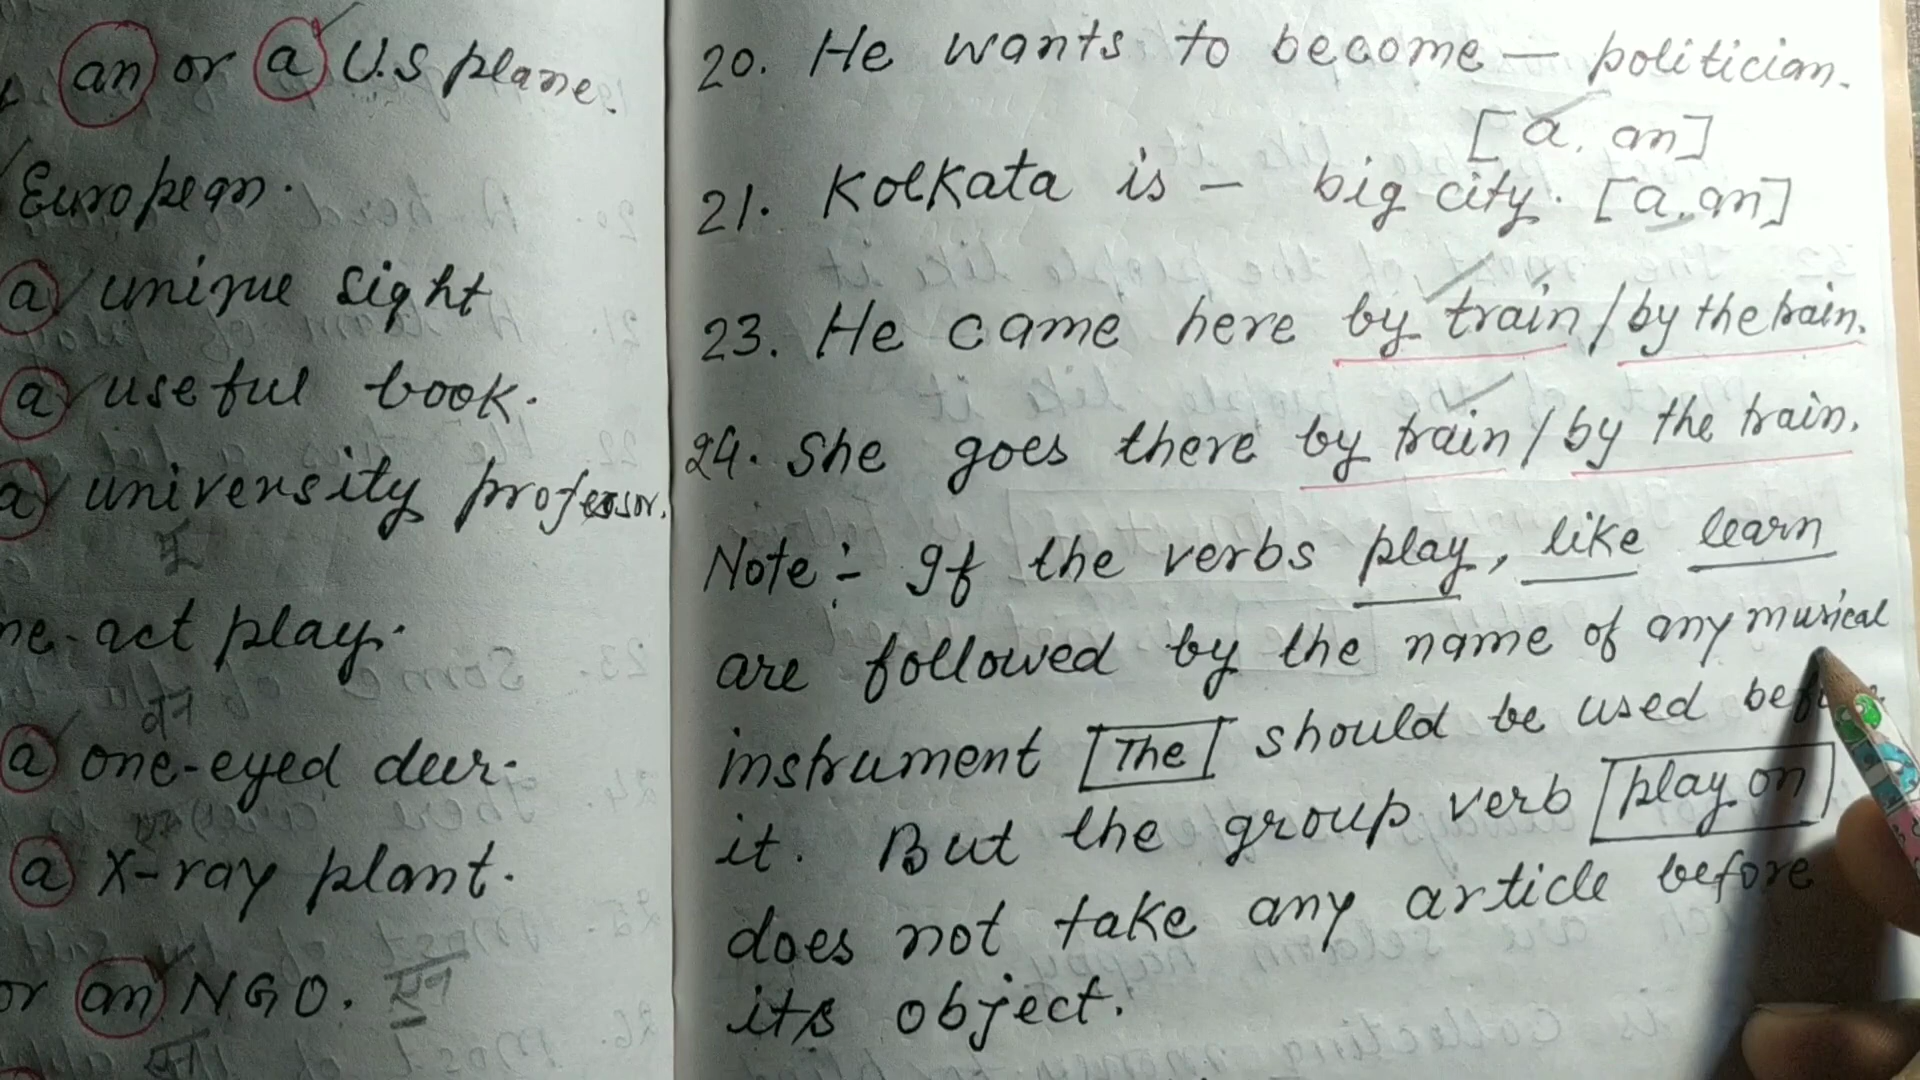 an or a U.S plane.
European.
a unique sight
a useful book.
a university professor.
यू
ne-act play.
वन
a one-eyed deer.
a X-ray plant.
or an NGO. एन
20. He wants to become — politician.
[a, an]
21. Kolkata is — big city. [a, an]
23. He came here by train / by the train.
24. She goes there by train / by the train.
Note :- If the verbs play, like learn
are followed by the name of any musical
instrument [The] should be used
it. But the group verb [play on]
does not take any article before
its object.